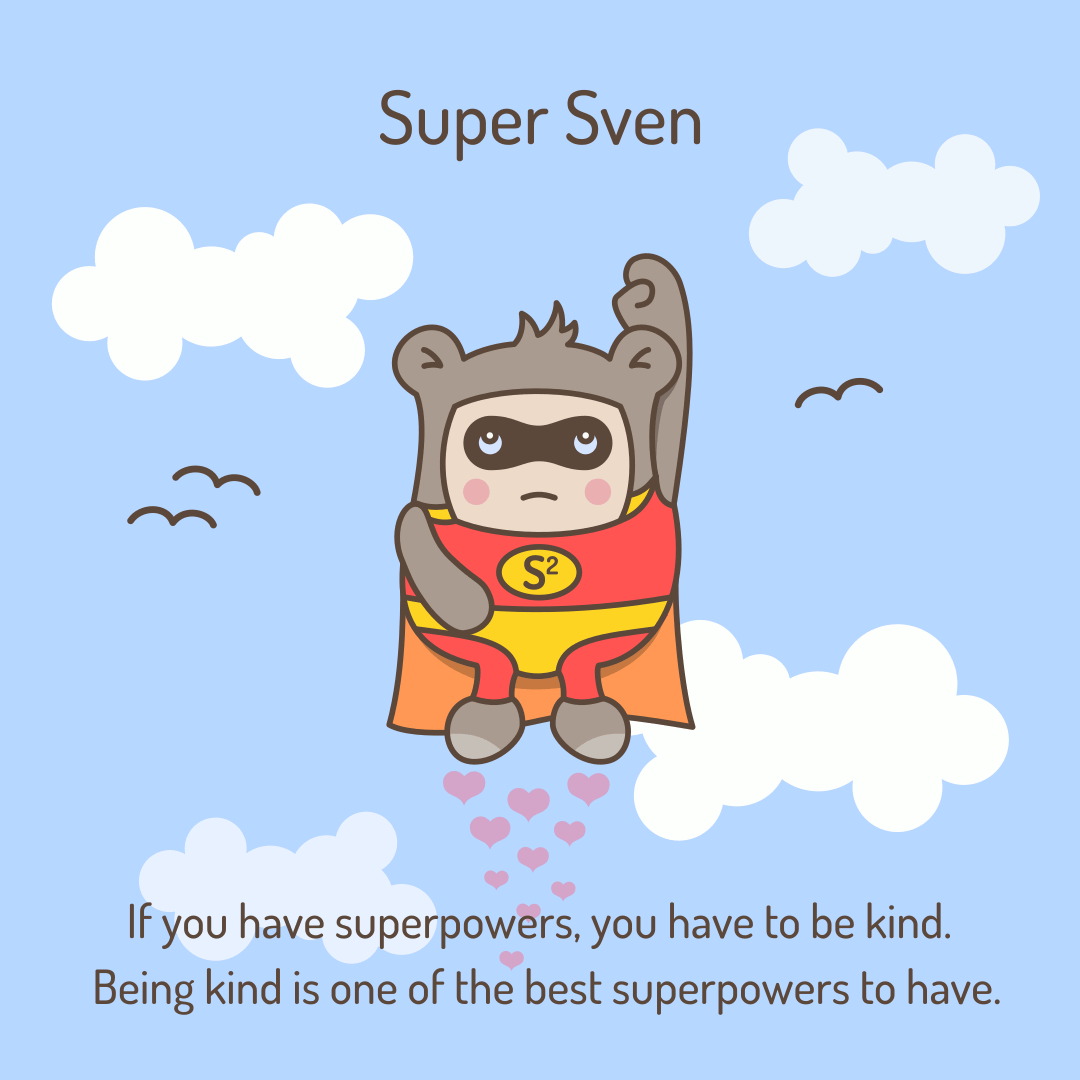 Super Sven
S²
If you have superpowers, you have to be kind.
Being kind is one of the best superpowers to have.